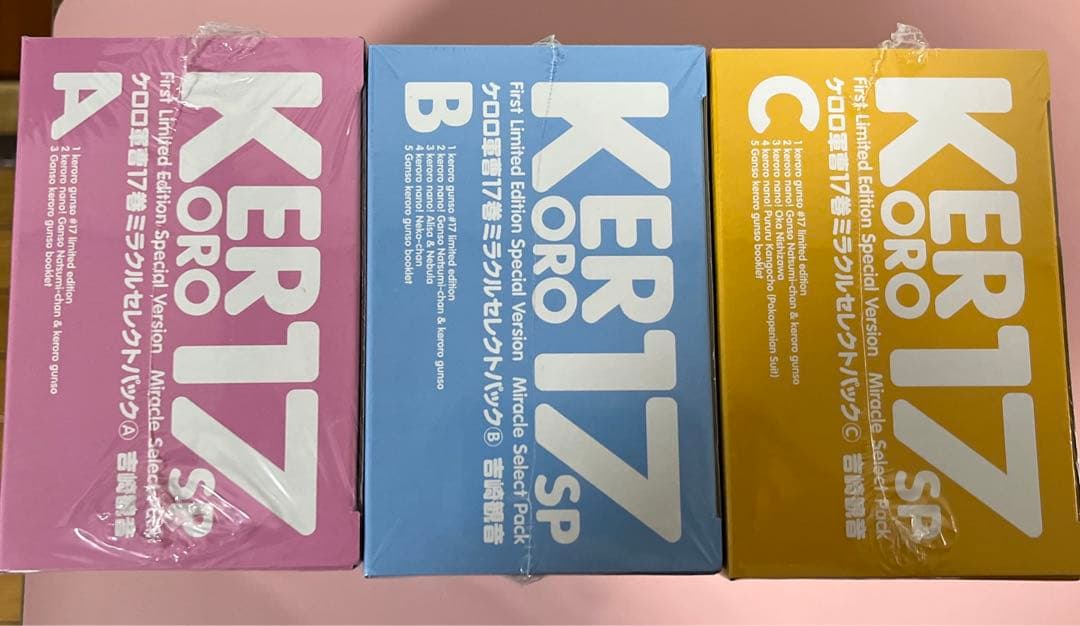 KER17
ORO
SP
First Limited Edition Special Version Miracle Select Pack
ケロロ軍曹17巻ミラクルセレクトパックⒶ 吉崎観音
A
1 keroro gunso #17 limited edition
2 keroro nano! Ganso Natsumi-chan & keroro gunso
3 Ganso keroro gunso booklet
KER17
ORO
SP
First Limited Edition Special Version Miracle Select Pack
ケロロ軍曹17巻ミラクルセレクトパックⒷ 吉崎観音
B
1 keroro gunso #17 limited edition
2 keroro nano! Ganso Natsumi-chan & keroro gunso
3 keroro nano! Alisa & Nebula
4 keroro nano! Neko-chan
5 Ganso keroro gunso booklet
KER17
ORO
SP
First Limited Edition Special Version Miracle Select Pack
ケロロ軍曹17巻ミラクルセレクトパックⒸ 吉崎観音
C
1 keroro gunso #17 limited edition
2 keroro nano! Ganso Natsumi-chan & keroro gunso
3 keroro nano! Oka Nishizawa
4 keroro nano! Pururu Kangocho (Pokopenian Suit)
5 Ganso keroro gunso booklet